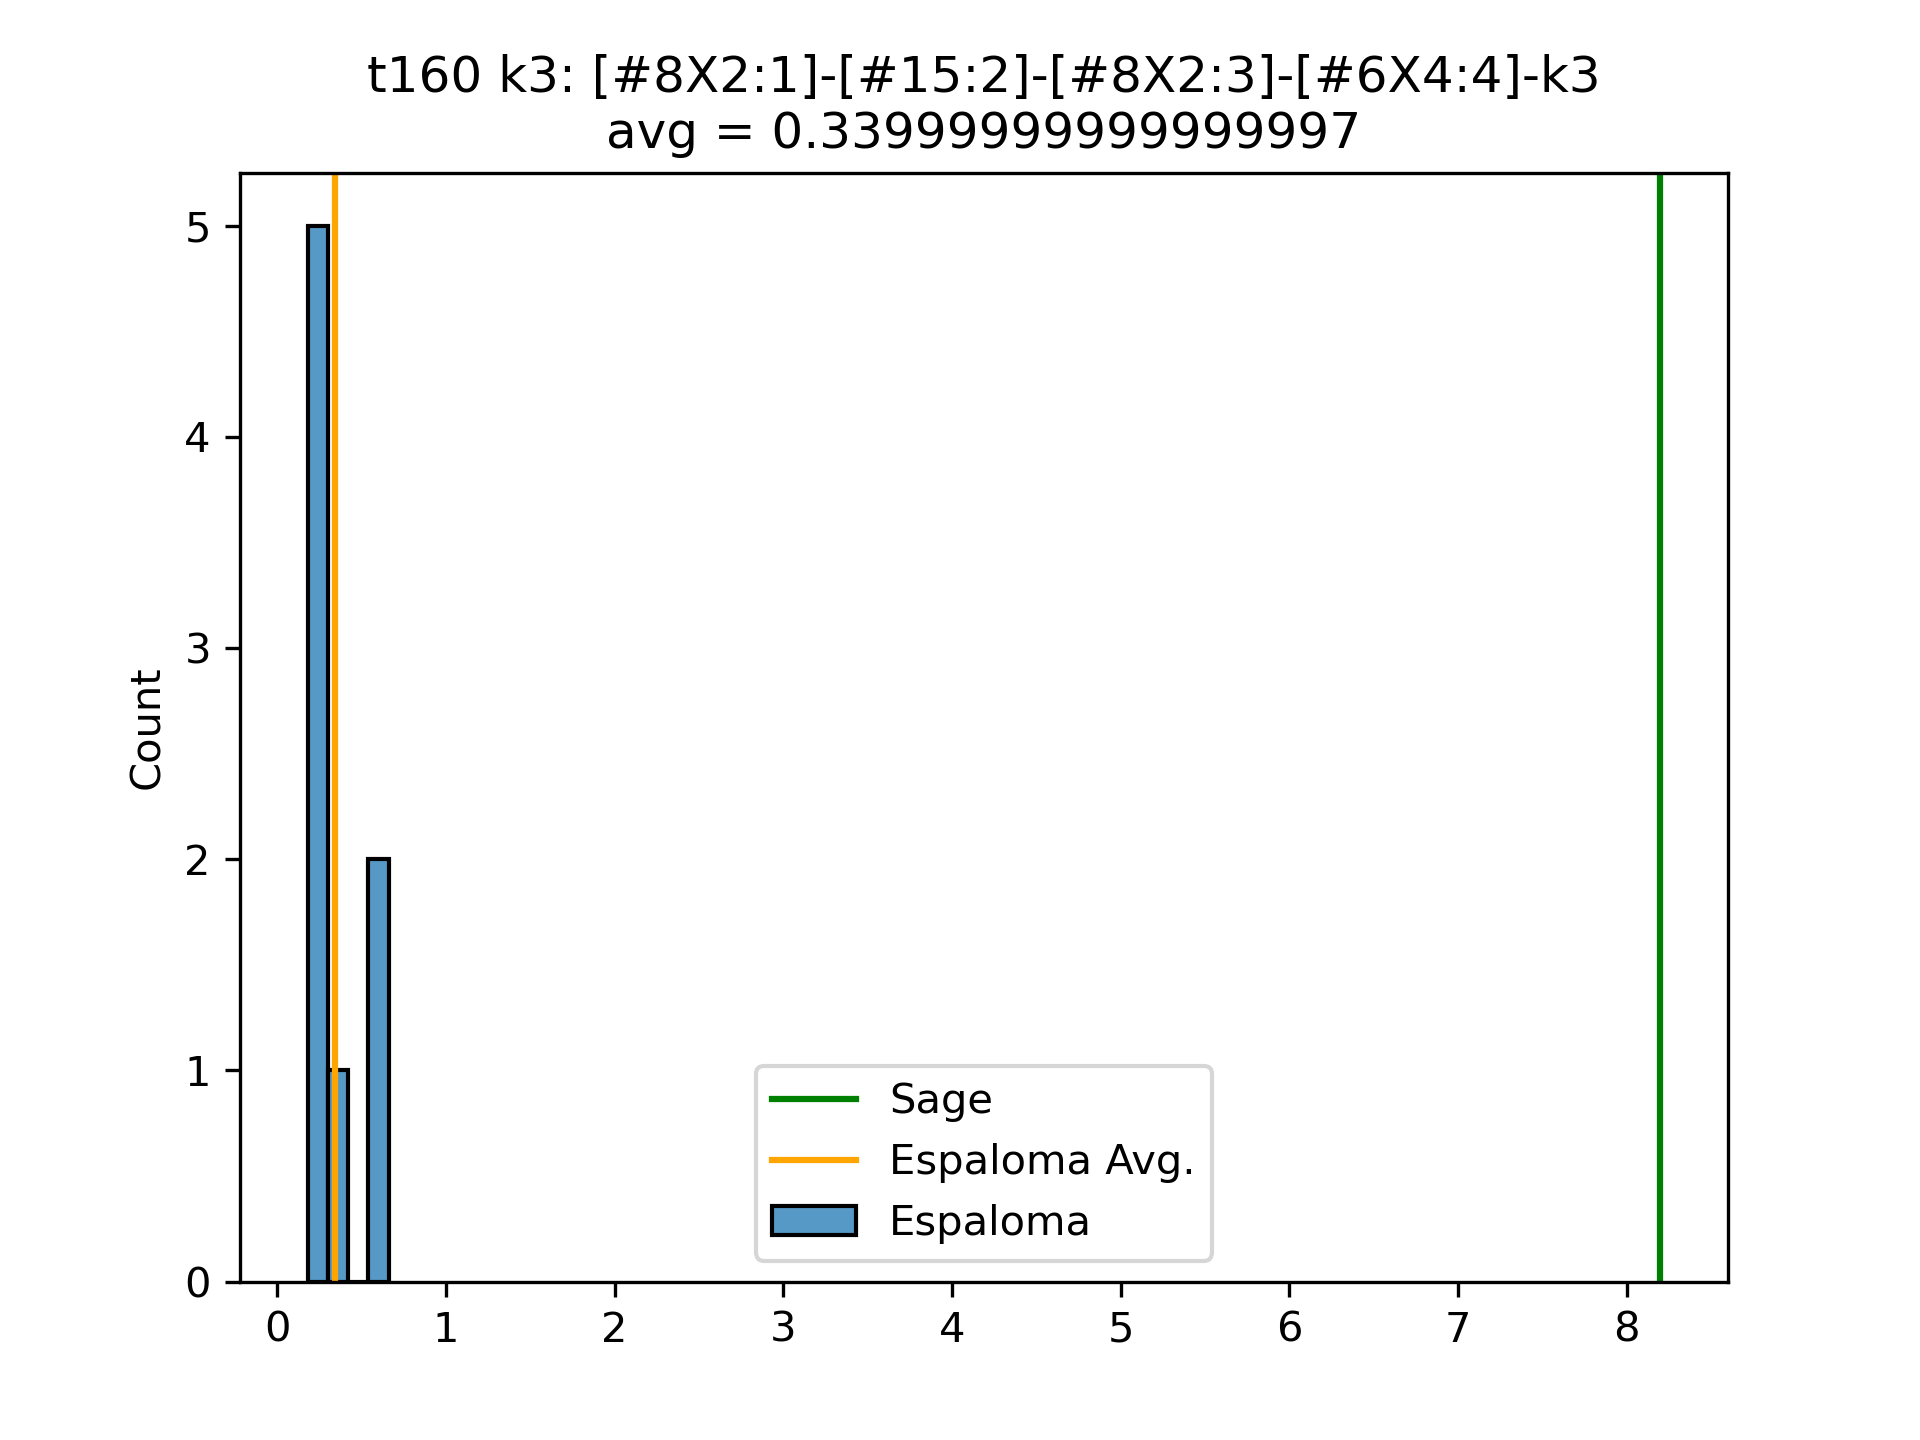 t160 k3: [#8X2:1]-[#15:2]-[#8X2:3]-[#6X4:4]-k3
avg = 0.33999999999999997
5
4
3
2
1
0
Count
Sage
Espaloma Avg.
Espaloma
0 1 2 3 4 5 6 7 8